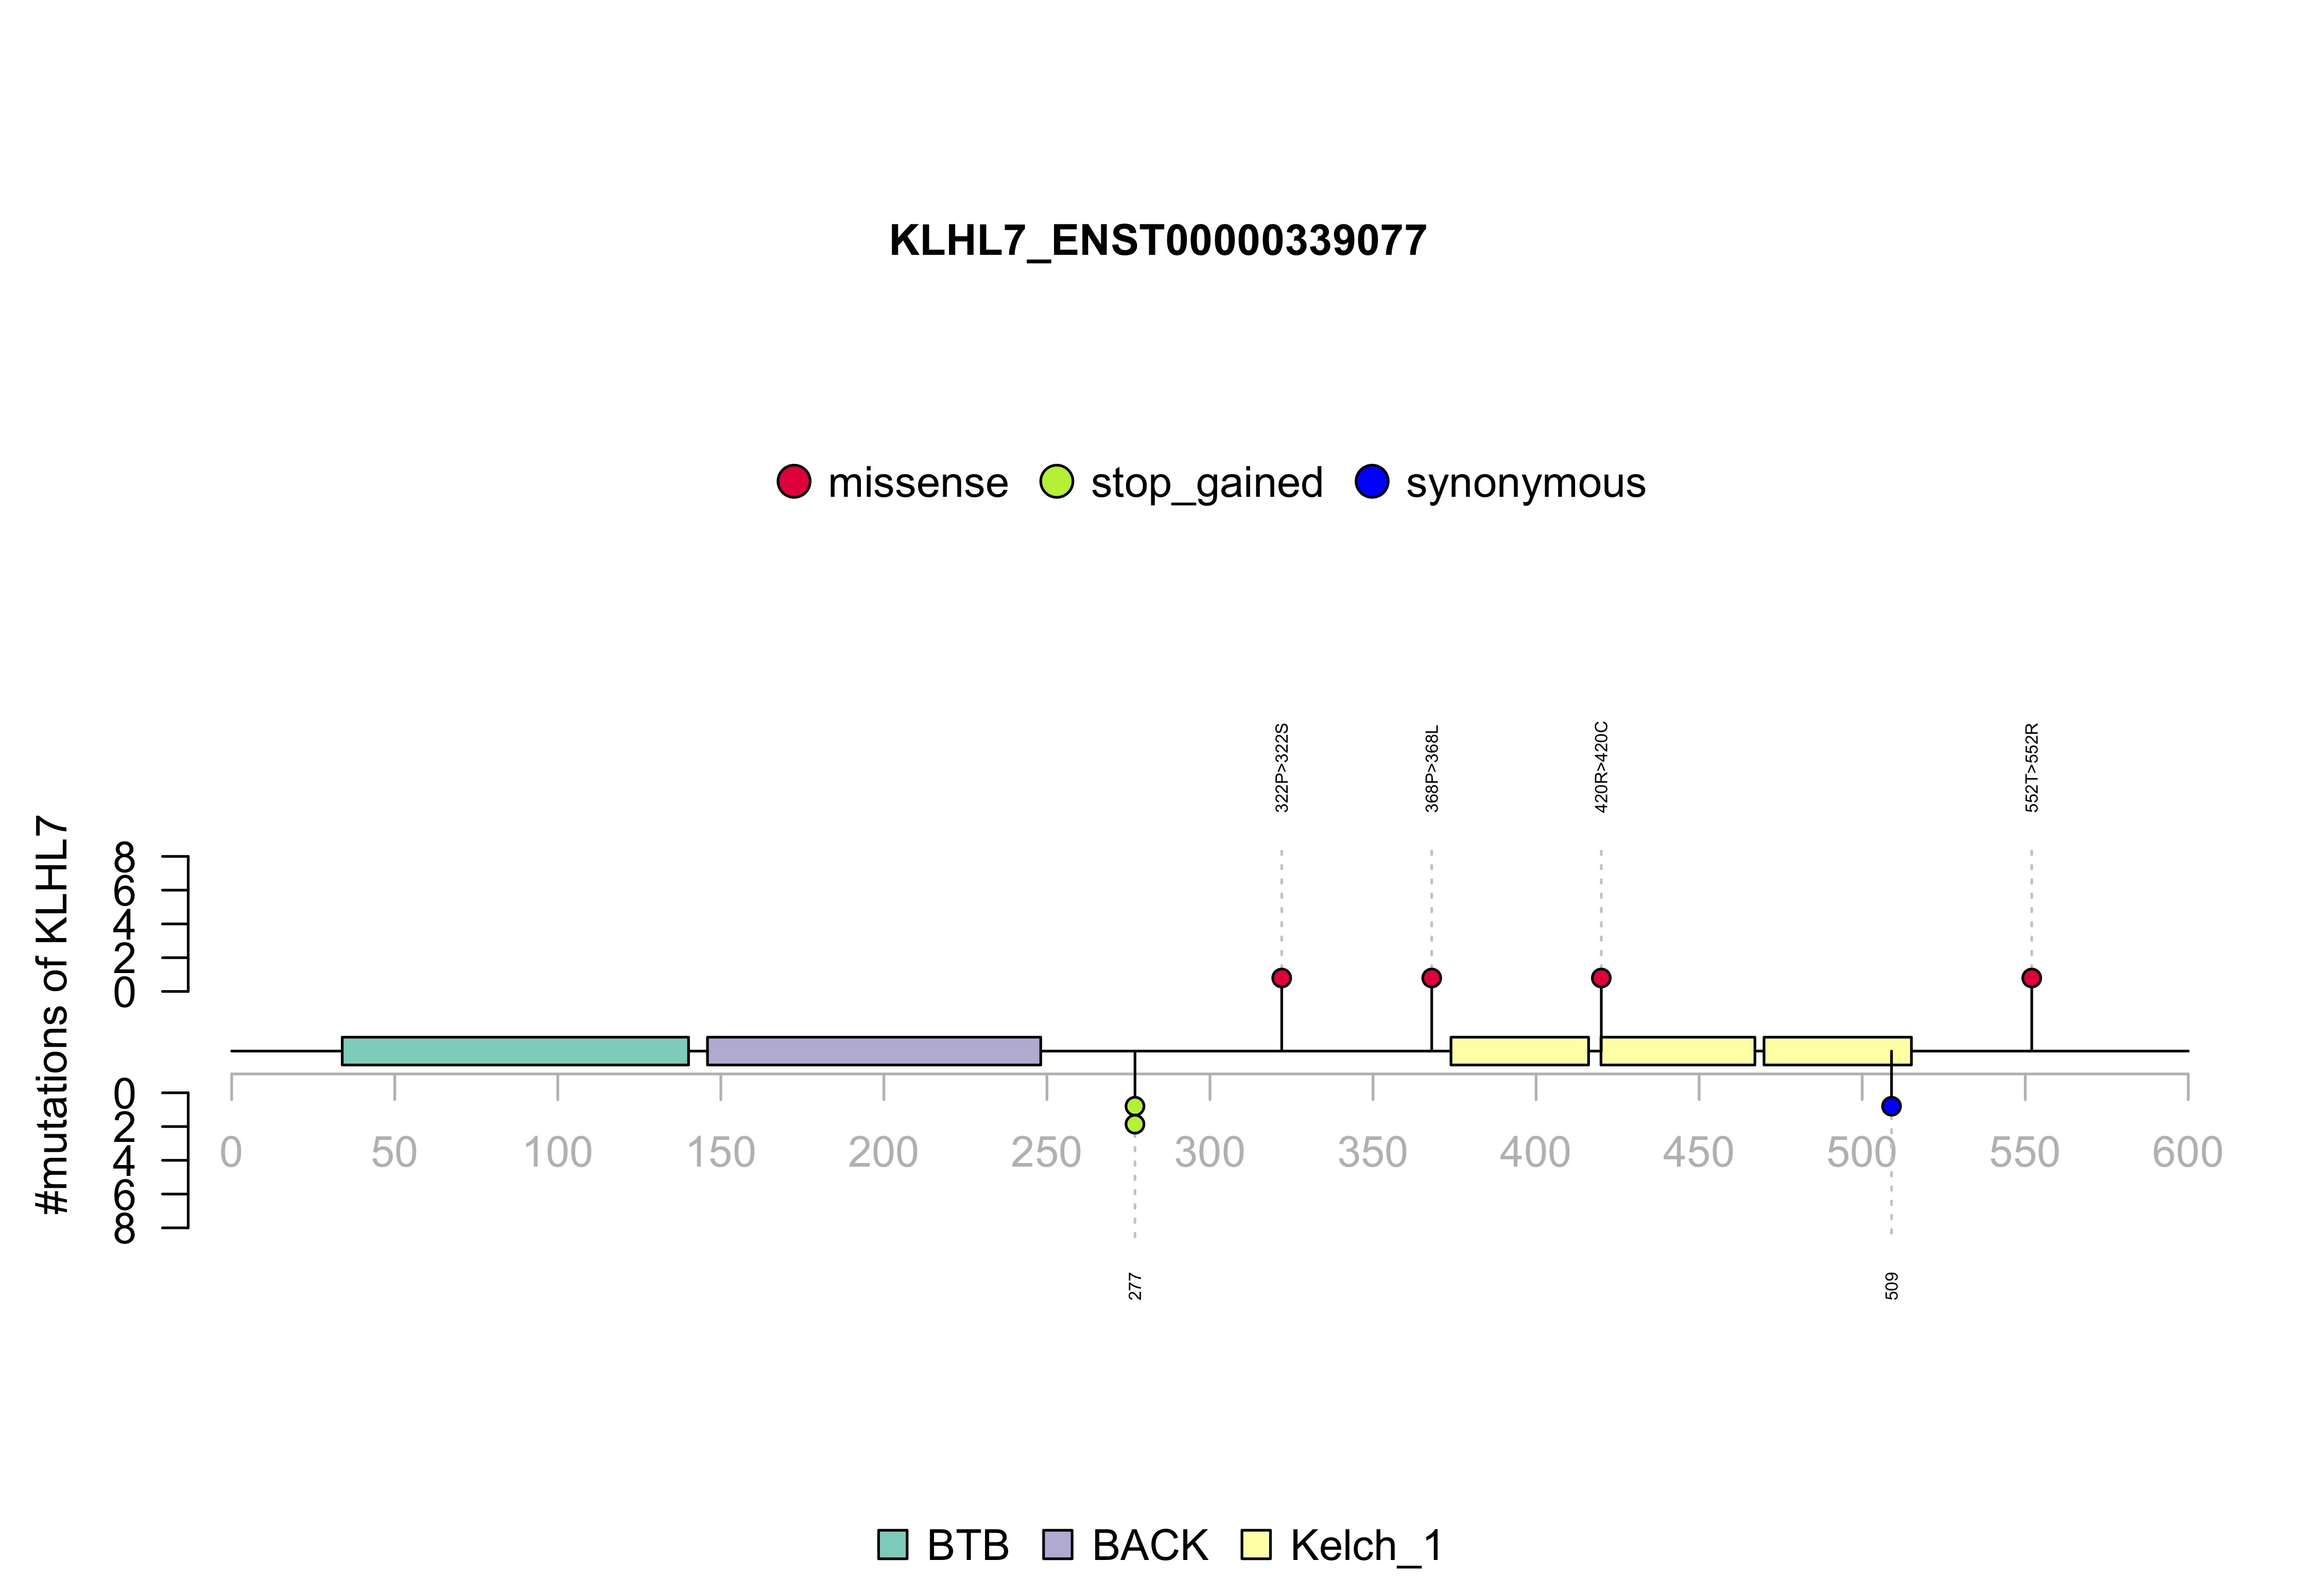 KLHL7_ENST00000339077
missense stop_gained synonymous
322P>322S
368P>368L
420R>420C
552T>552R
#mutations of KLHL7
8
6
4
2
0
0
2
4
6
8
0 50 100 150 200 250 300 350 400 450 500 550 600
277
509
BTB BACK Kelch_1